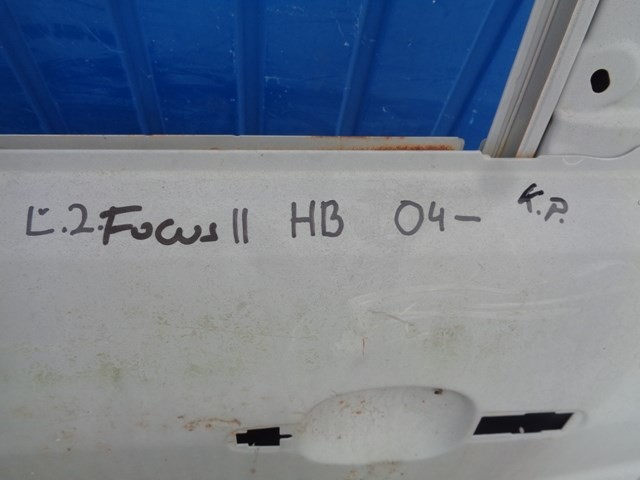 L.2.Focus II HB 04- К.Р.